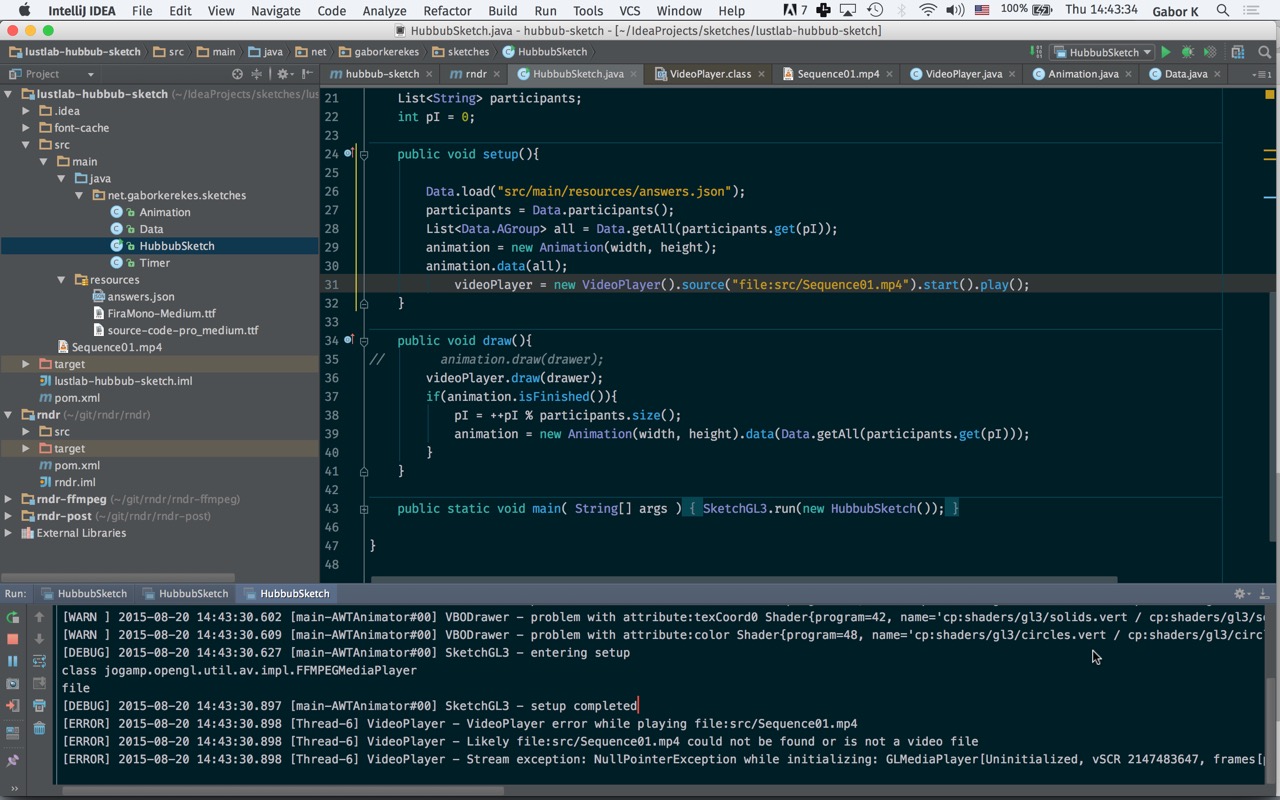 IntelliJ IDEA File Edit View Navigate Code Analyze Refactor Build Run Tools VCS Window Help 7 100% Thu 14:43:34 Gabor K
HubbubSketch.java - hubbub-sketch - [~/IdeaProjects/sketches/lustlab-hubbub-sketch]
lustlab-hubbub-sketch src main java net gaborkerekes sketches HubbubSketch HubbubSketch
Project
hubbub-sketch rndr HubbubSketch.java VideoPlayer.class Sequence01.mp4 VideoPlayer.java Animation.java Data.java
lustlab-hubbub-sketch (~/IdeaProjects/sketches/lus
.idea
font-cache
src
main
java
net.gaborkerekes.sketches
Animation
Data
HubbubSketch
Timer
resources
answers.json
FiraMono-Medium.ttf
source-code-pro_medium.ttf
Sequence01.mp4
target
lustlab-hubbub-sketch.iml
pom.xml
rndr (~/git/rndr/rndr)
src
target
pom.xml
rndr.iml
rndr-ffmpeg (~/git/rndr/rndr-ffmpeg)
rndr-post (~/git/rndr/rndr-post)
External Libraries
21 List<String> participants;
22 int pI = 0;
23
24 public void setup(){
25
26 Data.load("src/main/resources/answers.json");
27 participants = Data.participants();
28 List<Data.AGroup> all = Data.getAll(participants.get(pI));
29 animation = new Animation(width, height);
30 animation.data(all);
31 videoPlayer = new VideoPlayer().source("file:src/Sequence01.mp4").start().play();
32 }
33
34 public void draw(){
35 // animation.draw(drawer);
36 videoPlayer.draw(drawer);
37 if(animation.isFinished()){
38 pI = ++pI % participants.size();
39 animation = new Animation(width, height).data(Data.getAll(participants.get(pI)));
40 }
41 }
42
43 public static void main( String[] args ) { SketchGL3.run(new HubbubSketch()); }
46
47 }
48
Run: HubbubSketch HubbubSketch HubbubSketch
[WARN ] 2015-08-20 14:43:30.602 [main-AWTAnimator#00] VBODrawer - problem with attribute:texCoord0 Shader{program=42, name='cp:shaders/gl3/solids.vert / cp:shaders/gl3/so
[WARN ] 2015-08-20 14:43:30.609 [main-AWTAnimator#00] VBODrawer - problem with attribute:color Shader{program=48, name='cp:shaders/gl3/circles.vert / cp:shaders/gl3/circ
[DEBUG] 2015-08-20 14:43:30.627 [main-AWTAnimator#00] SketchGL3 - entering setup
class jogamp.opengl.util.av.impl.FFMPEGMediaPlayer
file
[DEBUG] 2015-08-20 14:43:30.897 [main-AWTAnimator#00] SketchGL3 - setup completed
[ERROR] 2015-08-20 14:43:30.898 [Thread-6] VideoPlayer - VideoPlayer error while playing file:src/Sequence01.mp4
[ERROR] 2015-08-20 14:43:30.898 [Thread-6] VideoPlayer - Likely file:src/Sequence01.mp4 could not be found or is not a video file
[ERROR] 2015-08-20 14:43:30.898 [Thread-6] VideoPlayer - Stream exception: NullPointerException while initializing: GLMediaPlayer[Uninitialized, vSCR 2147483647, frames[